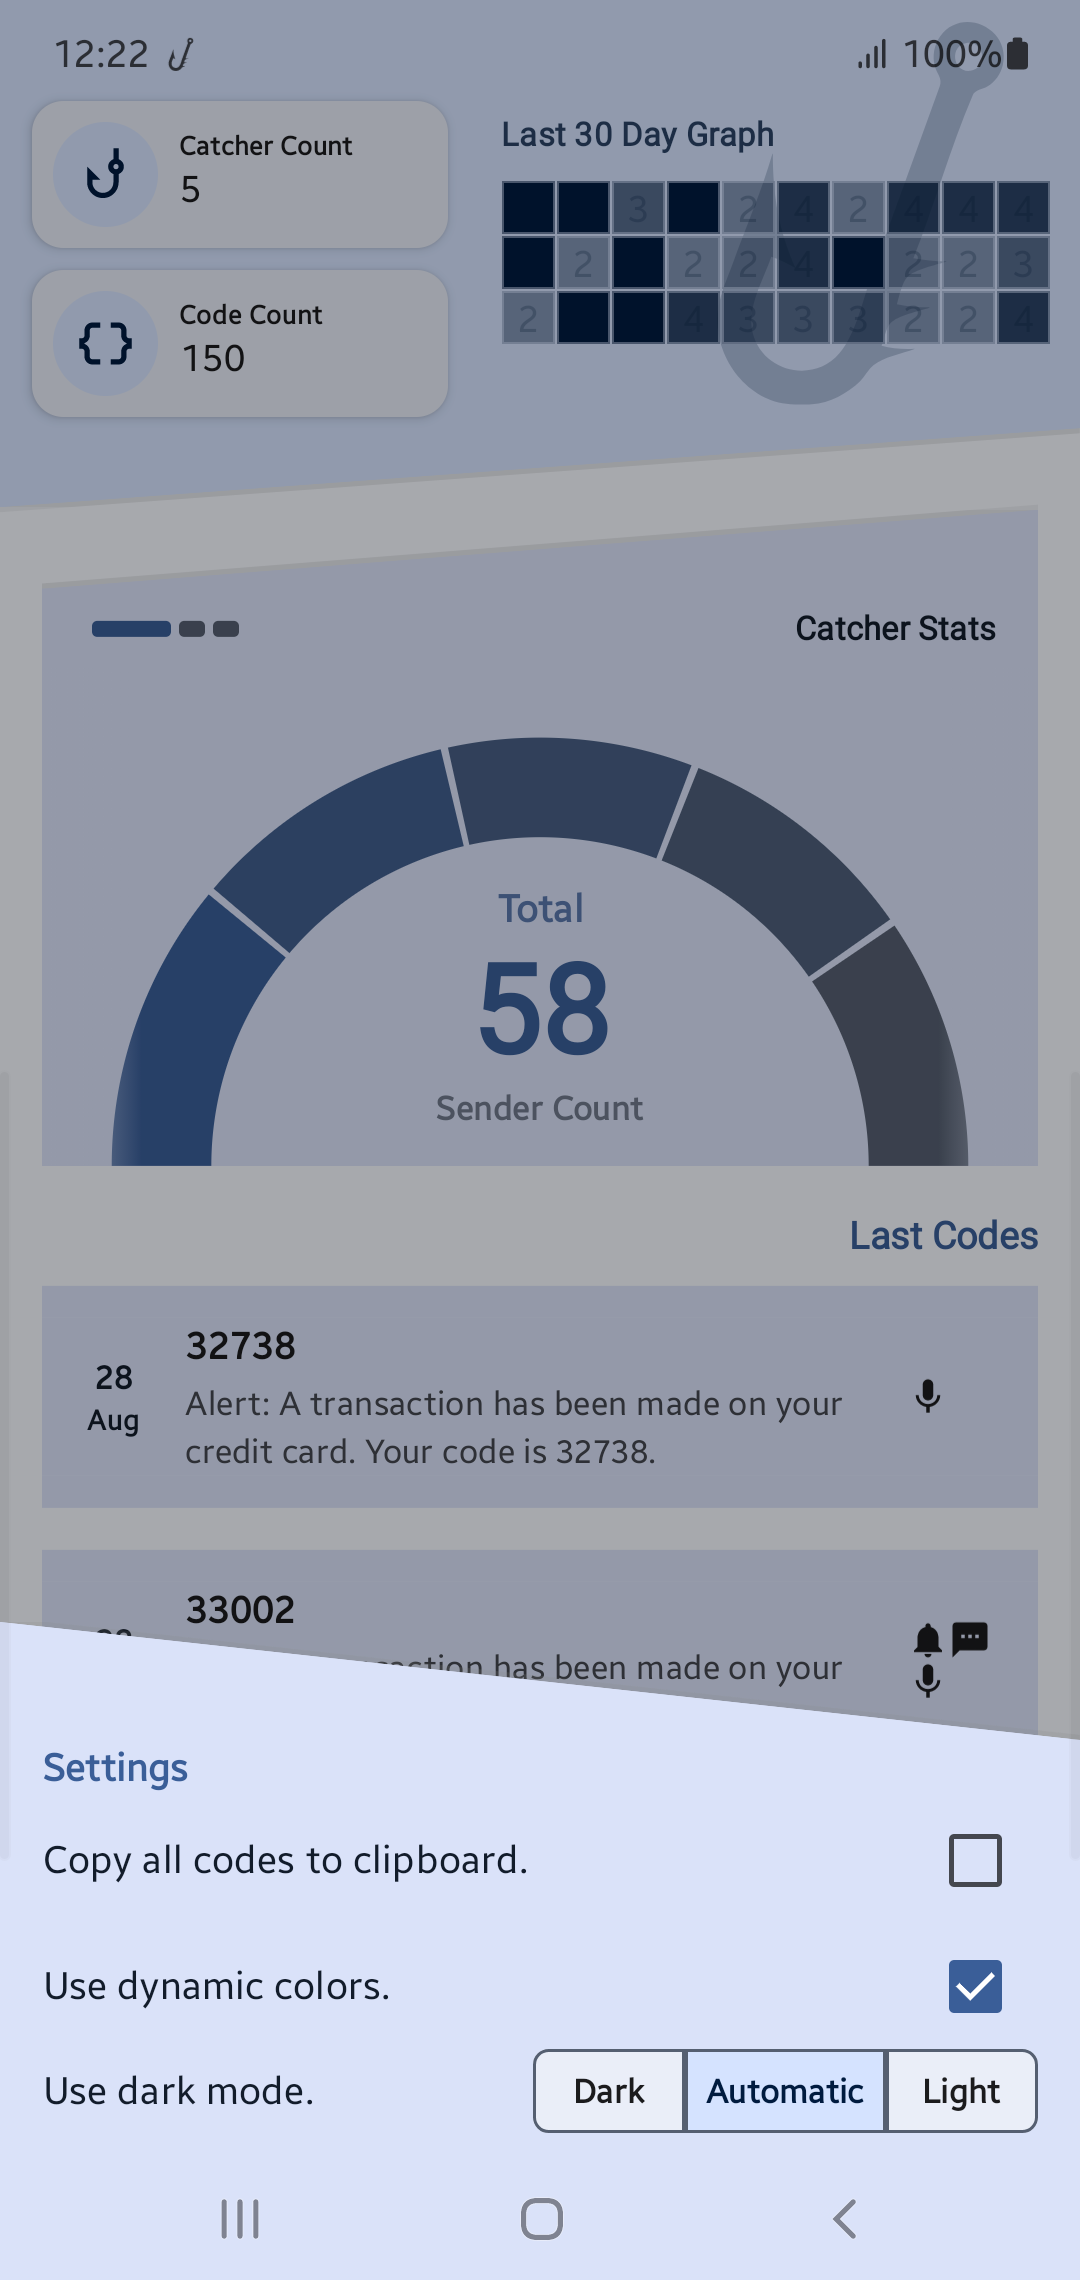 12:22 100%
Catcher Count
5
Code Count
150
Last 30 Day Graph
3 2 4 2 4 4 4
2 2 2 4 2 2 3
2 4 3 3 3 2 2 4
Catcher Stats
Total
58
Sender Count
Last Codes
28
Aug
32738
Alert: A transaction has been made on your
credit card. Your code is 32738.
33002
has been made on your
Settings
Copy all codes to clipboard.
Use dynamic colors.
Use dark mode.
Dark Automatic Light